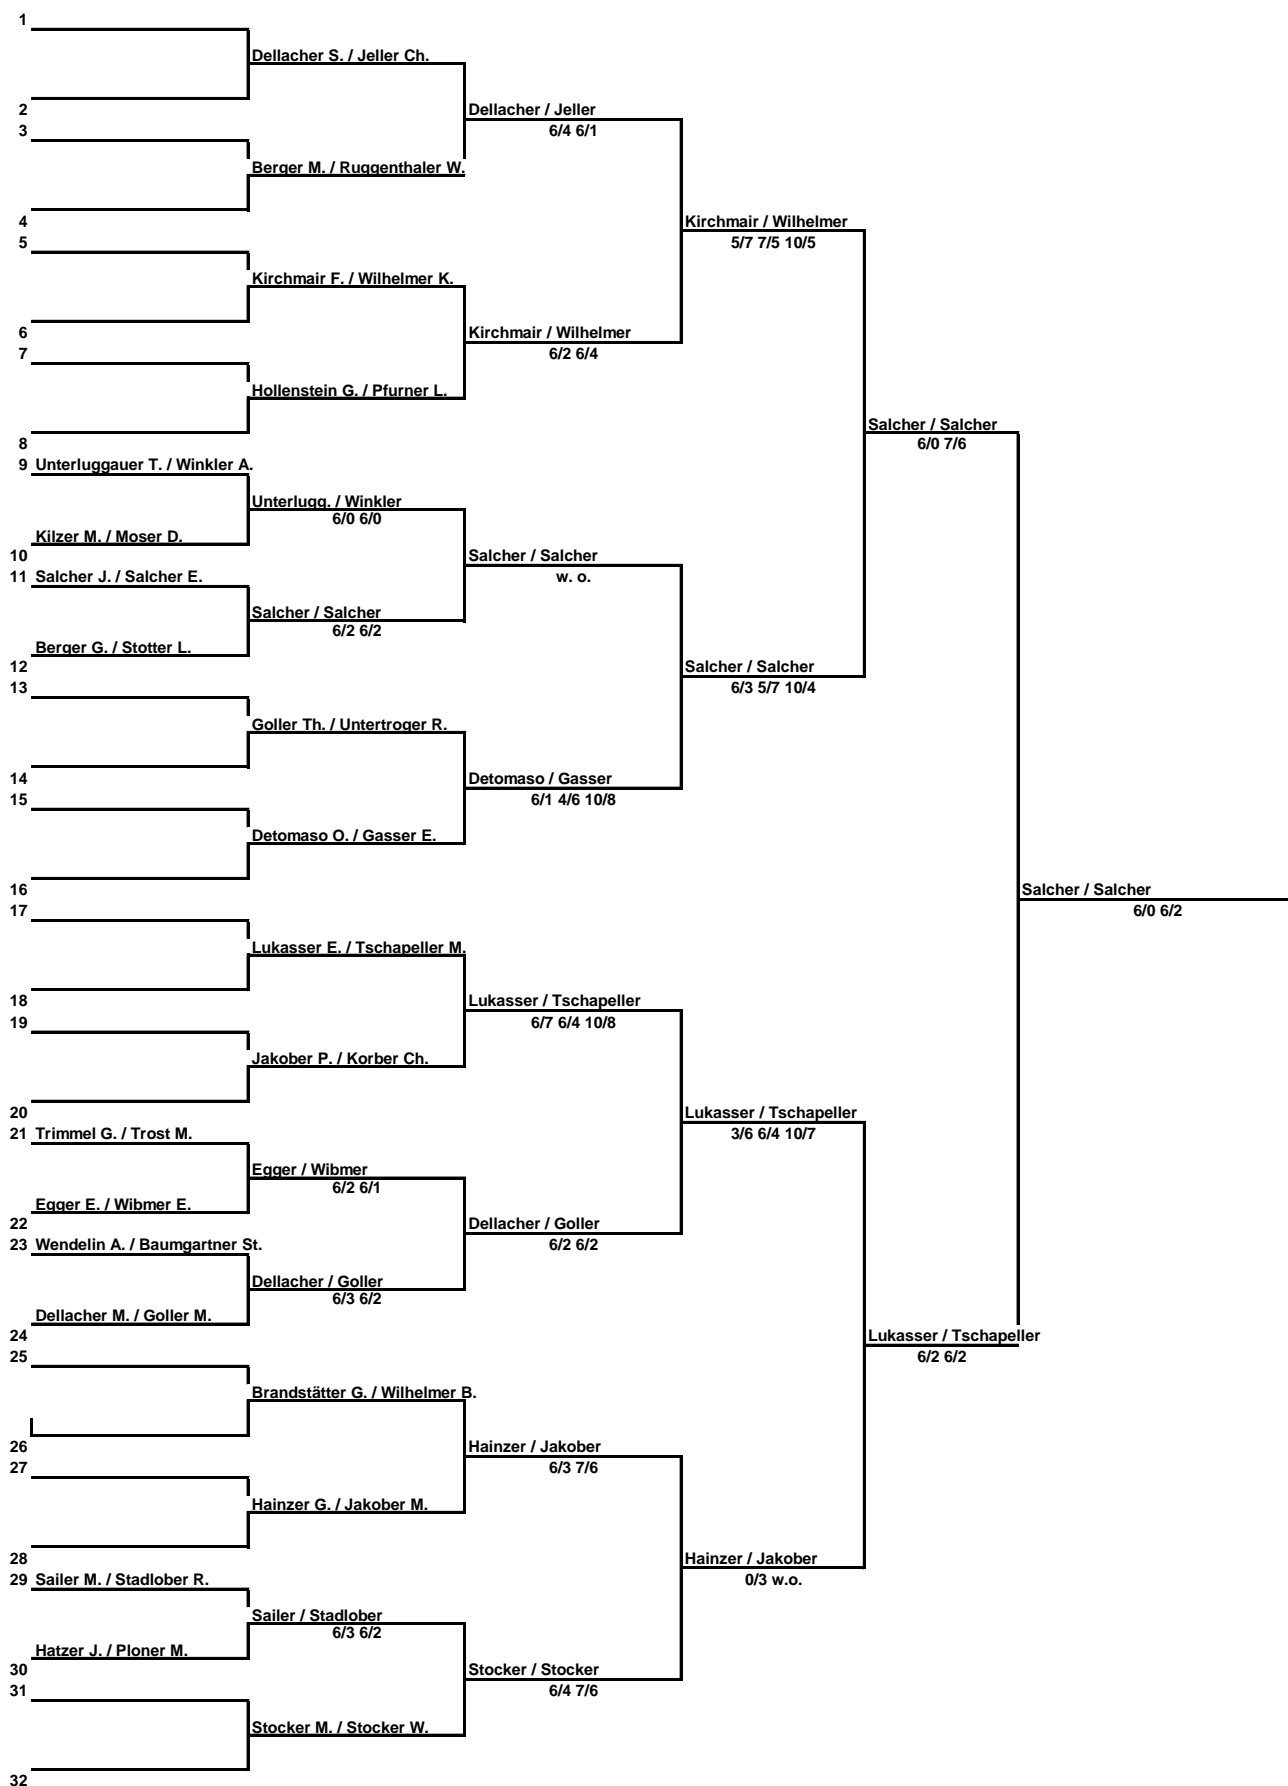 1
Dellacher S. / Jeller Ch.
2
Dellacher / Jeller
3
6/4 6/1
Berger M. / Ruggenthaler W.
4
Kirchmair / Wilhelmer
5
5/7 7/5 10/5
Kirchmair F. / Wilhelmer K.
6
Kirchmair / Wilhelmer
7
6/2 6/4
Hollenstein G. / Pfurner L.
Salcher / Salcher
8
6/0 7/6
9 Unterluggauer T. / Winkler A.
Unterlugg. / Winkler
6/0 6/0
Kilzer M. / Moser D.
10
Salcher / Salcher
11 Salcher J. / Salcher E.
w. o.
Salcher / Salcher
6/2 6/2
Berger G. / Stotter L.
12
Salcher / Salcher
13
6/3 5/7 10/4
Goller Th. / Untertroger R.
14
Detomaso / Gasser
15
6/1 4/6 10/8
Detomaso O. / Gasser E.
16
Salcher / Salcher
17
6/0 6/2
Lukasser E. / Tschapeller M.
18
Lukasser / Tschapeller
19
6/7 6/4 10/8
Jakober P. / Korber Ch.
20
Lukasser / Tschapeller
21 Trimmel G. / Trost M.
3/6 6/4 10/7
Egger / Wibmer
6/2 6/1
Egger E. / Wibmer E.
22
Dellacher / Goller
23 Wendelin A. / Baumgartner St.
6/2 6/2
Dellacher / Goller
6/3 6/2
Dellacher M. / Goller M.
24
Lukasser / Tschapeller
25
6/2 6/2
Brandstätter G. / Wilhelmer B.
26
Hainzer / Jakober
27
6/3 7/6
Hainzer G. / Jakober M.
28
Hainzer / Jakober
29 Sailer M. / Stadlober R.
0/3 w.o.
Sailer / Stadlober
6/3 6/2
Hatzer J. / Ploner M.
30
Stocker / Stocker
31
6/4 7/6
Stocker M. / Stocker W.
32